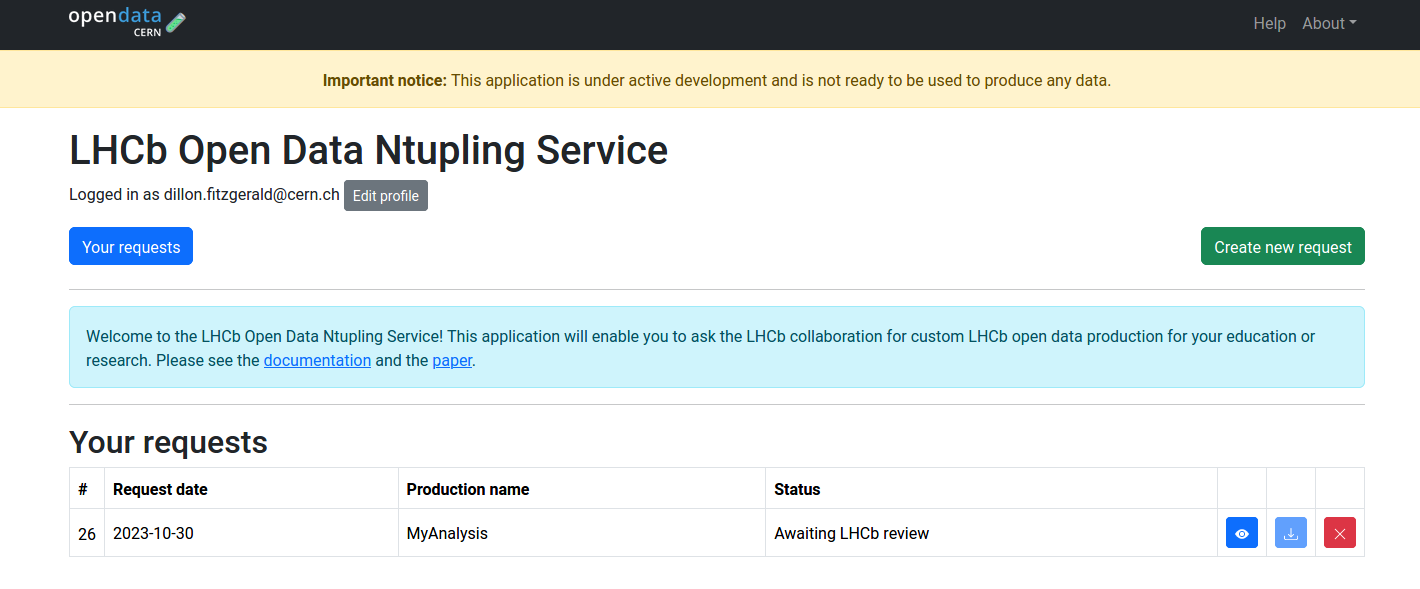 opendata
CERN
Help About
Important notice: This application is under active development and is not ready to be used to produce any data.
LHCb Open Data Ntupling Service
Logged in as dillon.fitzgerald@cern.ch Edit profile
Your requests Create new request
Welcome to the LHCb Open Data Ntupling Service! This application will enable you to ask the LHCb collaboration for custom LHCb open data production for your education or
research. Please see the documentation and the paper.
Your requests
# Request date Production name Status
26 2023-10-30 MyAnalysis Awaiting LHCb review